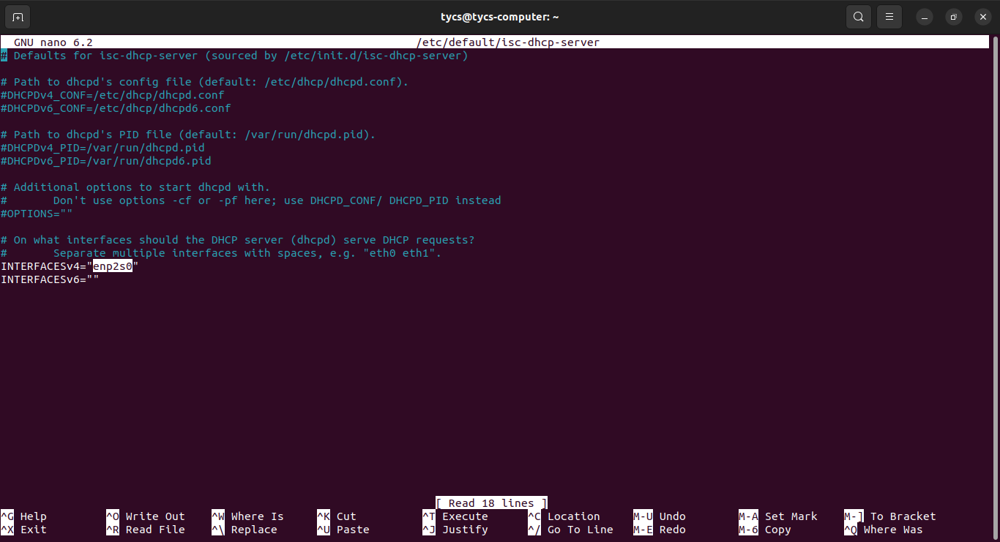 tycs@tycs-computer: ~
GNU nano 6.2 /etc/default/isc-dhcp-server
# Defaults for isc-dhcp-server (sourced by /etc/init.d/isc-dhcp-server)
# Path to dhcpd's config file (default: /etc/dhcp/dhcpd.conf).
#DHCPDv4_CONF=/etc/dhcp/dhcpd.conf
#DHCPDv6_CONF=/etc/dhcp/dhcpd6.conf
# Path to dhcpd's PID file (default: /var/run/dhcpd.pid).
#DHCPDv4_PID=/var/run/dhcpd.pid
#DHCPDv6_PID=/var/run/dhcpd6.pid
# Additional options to start dhcpd with.
#       Don't use options -cf or -pf here; use DHCPD_CONF/ DHCPD_PID instead
#OPTIONS=""
# On what interfaces should the DHCP server (dhcpd) serve DHCP requests?
#       Separate multiple interfaces with spaces, e.g. "eth0 eth1".
INTERFACESv4="enp2s0"
INTERFACESv6=""
[ Read 18 lines ]
^G Help ^O Write Out ^W Where Is ^K Cut ^T Execute ^C Location M-U Undo M-A Set Mark M-] To Bracket
^X Exit ^R Read File ^\ Replace ^U Paste ^J Justify ^/ Go To Line M-E Redo M-6 Copy ^Q Where Was